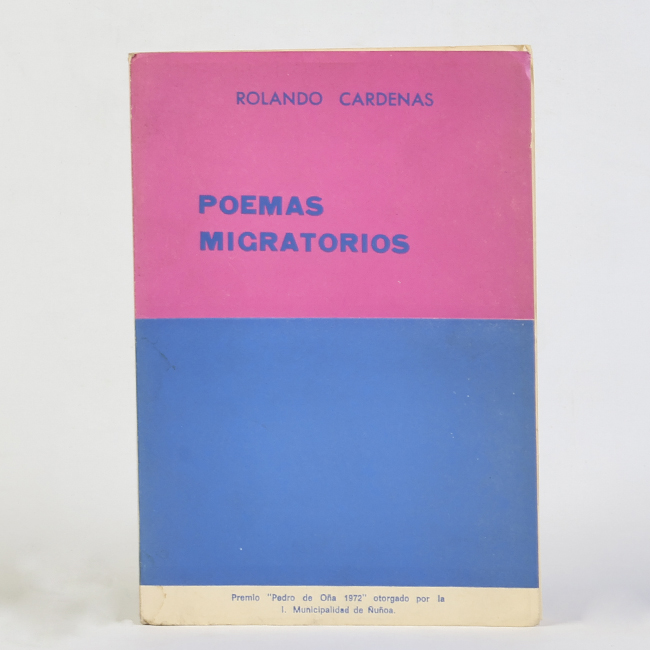 ROLANDO CARDENAS
POEMAS
MIGRATORIOS
Premio "Pedro de Oña 1972" otorgado por la
I. Municipalidad de Ñuñoa.